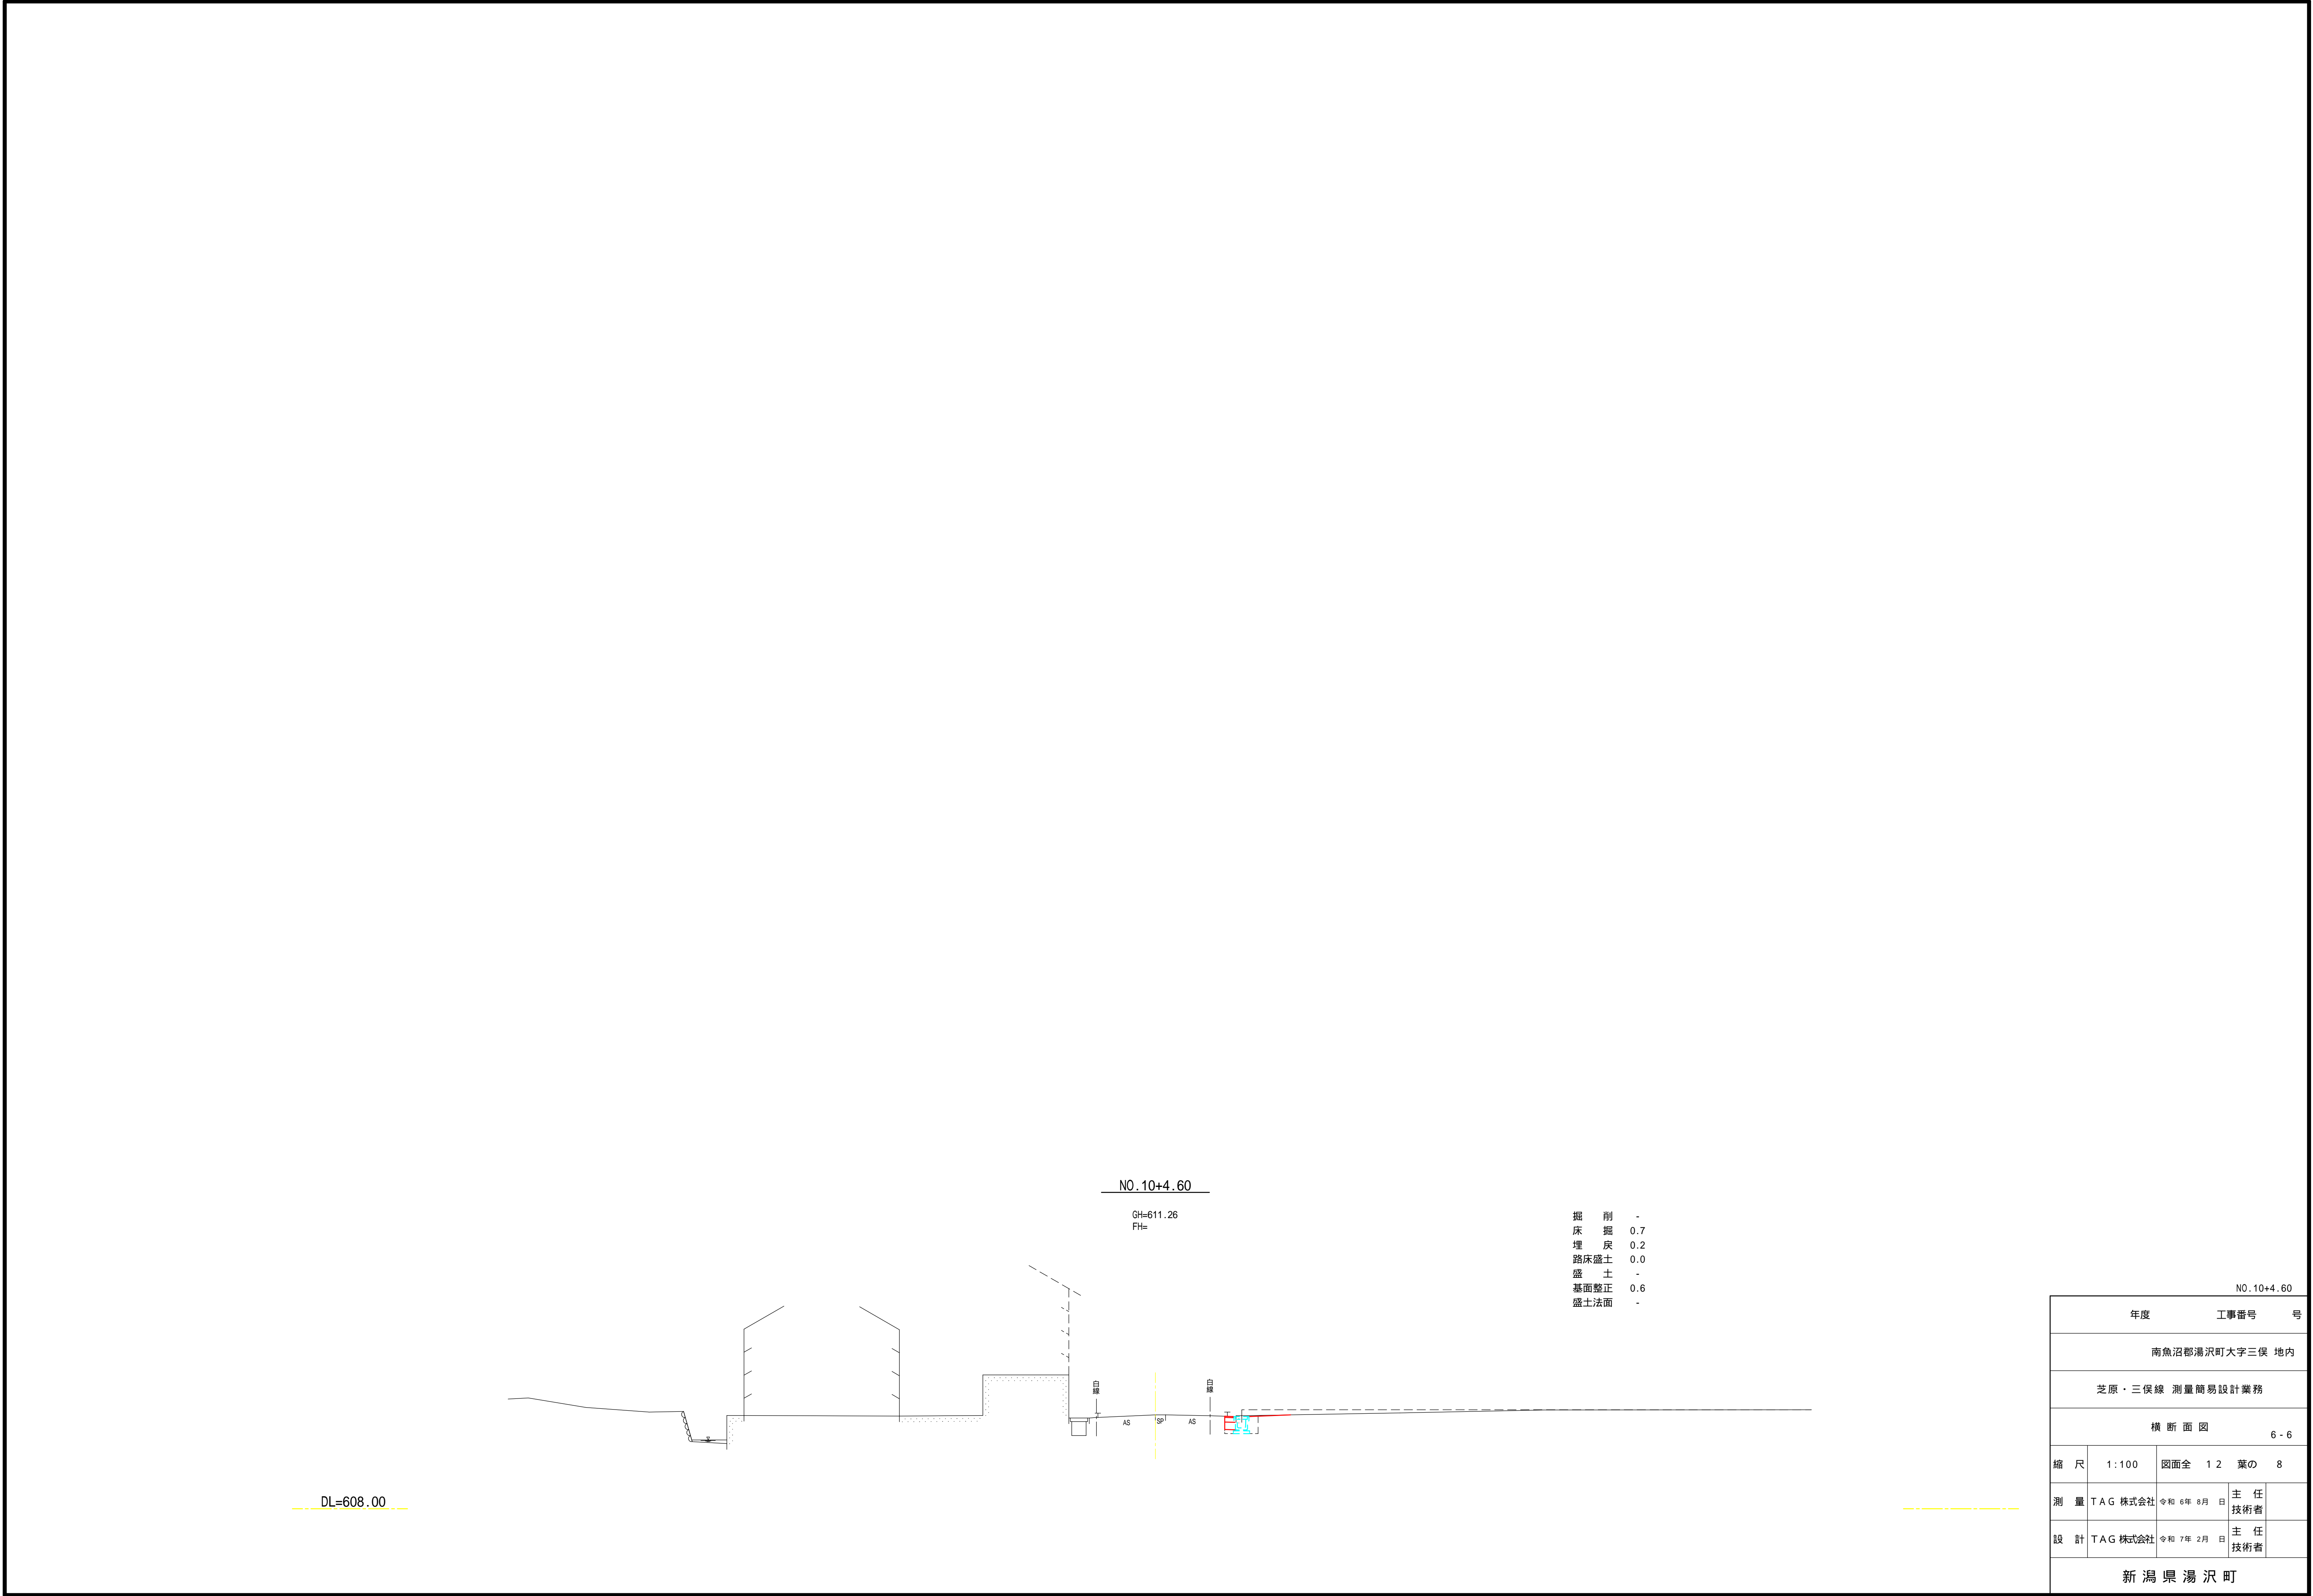 NO.10+4.60
GH=611.26
FH=
掘　削　-
床　掘　0.7
埋　戻　0.2
路床盛土　0.0
盛　土　-
基面整正　0.6
盛土法面　-
白線
白線
AS
SP
AS
DL=608.00
NO.10+4.60
年度　工事番号　号
南魚沼郡湯沢町大字三俣 地内
芝原・三俣線 測量簡易設計業務
横断面図　6-6
縮　尺　1:100　図面全　12　葉の　8
測　量　TAG 株式会社　令和 6年 8月　日　主　任技術者
設　計　TAG 株式会社　令和 7年 2月　日　主　任技術者
新潟県湯沢町